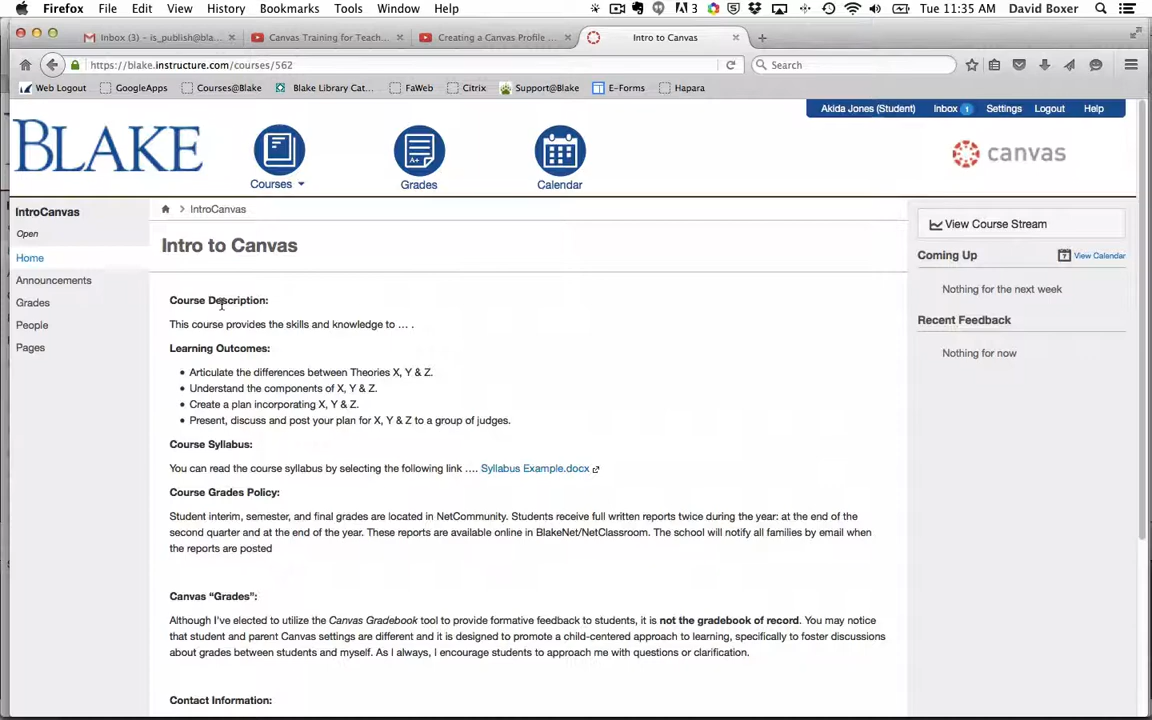 Firefox File Edit View History Bookmarks Tools Window Help 3 Tue 11:35 AM David Boxer
Inbox (3) - is_publish@bla... Canvas Training for Teach... Creating a Canvas Profile ... Intro to Canvas
https://blake.instructure.com/courses/562 Search
Web Logout GoogleApps Courses@Blake Blake Library Cat... FaWeb Citrix Support@Blake E-Forms Hapara
Akida Jones (Student) Inbox 1 Settings Logout Help
BLAKE
A+
canvas
Courses Grades Calendar
IntroCanvas
Open
Home
Announcements
Grades
People
Pages
IntroCanvas
Intro to Canvas
Course Description:
This course provides the skills and knowledge to ... .
Learning Outcomes:
• Articulate the differences between Theories X, Y & Z.
• Understand the components of X, Y & Z.
• Create a plan incorporating X, Y & Z.
• Present, discuss and post your plan for X, Y & Z to a group of judges.
Course Syllabus:
You can read the course syllabus by selecting the following link .... Syllabus Example.docx
Course Grades Policy:
Student interim, semester, and final grades are located in NetCommunity. Students receive full written reports twice during the year: at the end of the
second quarter and at the end of the year. These reports are available online in BlakeNet/NetClassroom. The school will notify all families by email when
the reports are posted
Canvas “Grades”:
Although I've elected to utilize the Canvas Gradebook tool to provide formative feedback to students, it is not the gradebook of record. You may notice
that student and parent Canvas settings are different and it is designed to promote a child-centered approach to learning, specifically to foster discussions
about grades between students and myself. As I always, I encourage students to approach me with questions or clarification.
Contact Information:
View Course Stream
Coming Up 7 View Calendar
Nothing for the next week
Recent Feedback
Nothing for now